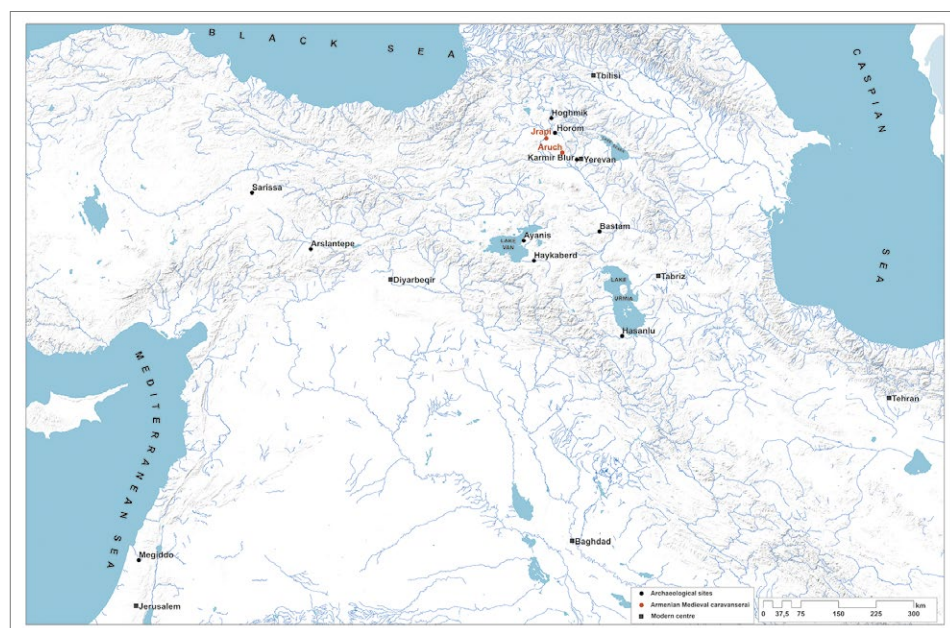 BLACK SEA
CASPIAN SEA
Tbilisi
Hoghmik
Jrapi
Horom
Aruch
Karmir Blur
Yerevan
Sarissa
Bastam
Ayanis
LAKE
VAN
Arslantepe
Haykaberd
Diyarbeqir
Tabriz
LAKE
URMIA
Hasanlu
MEDITERRANEAN SEA
Tehran
Baghdad
Megiddo
Jerusalem
Archaeological sites
Armenian Medieval caravanserai
Modern centre
km
0 37,5 75 150 225 300